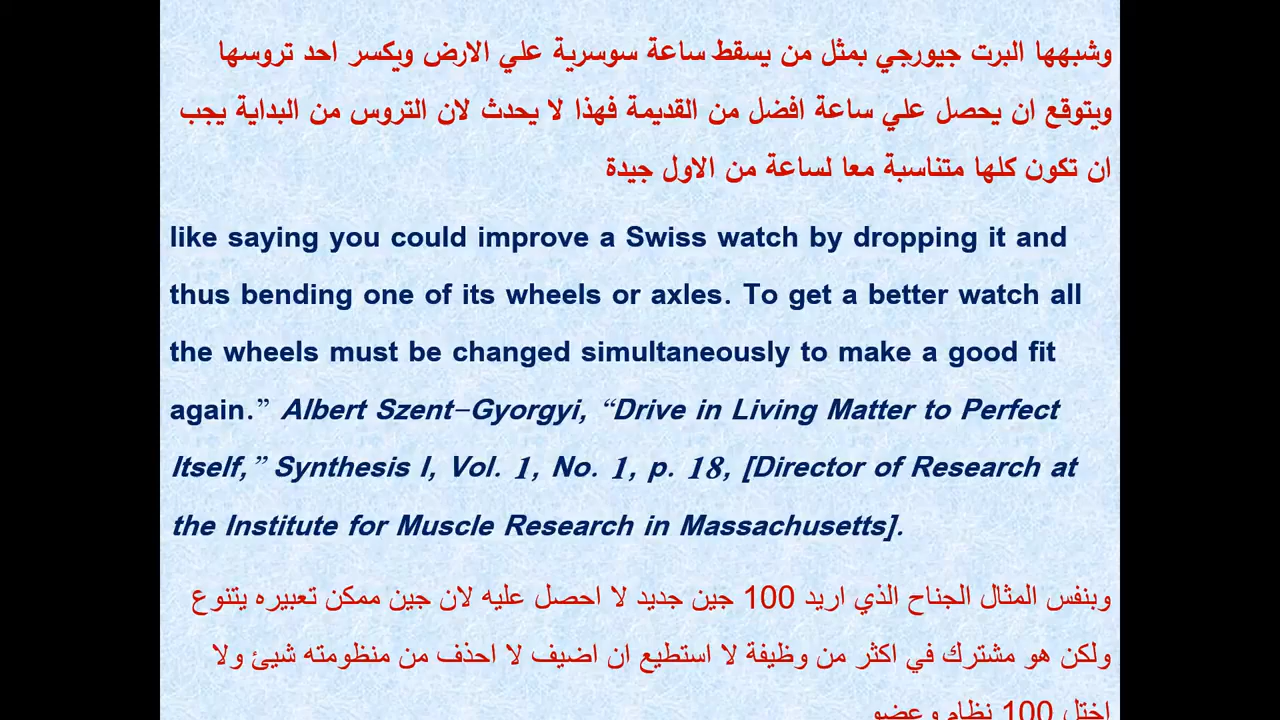 وشبهها البرت جيورجي بمثل من يسقط ساعة سوسرية علي الارض ويكسر احد تروسها
ويتوقع ان يحصل علي ساعة افضل من القديمة فهذا لا يحدث لان التروس من البداية يجب
ان تكون كلها متناسبة معا لساعة من الاول جيدة
like saying you could improve a Swiss watch by dropping it and
thus bending one of its wheels or axles. To get a better watch all
the wheels must be changed simultaneously to make a good fit
again.” Albert Szent–Gyorgyi, “Drive in Living Matter to Perfect
Itself,” Synthesis I, Vol. 1, No. 1, p. 18, [Director of Research at
the Institute for Muscle Research in Massachusetts].
وبنفس المثال الجناح الذي اريد 100 جين جديد لا احصل عليه لان جين ممكن تعبيره يتنوع
ولكن هو مشترك في اكثر من وظيفة لا استطيع ان اضيف لا احذف من منظومته شيئ ولا
اختل 100 نظام وعضو